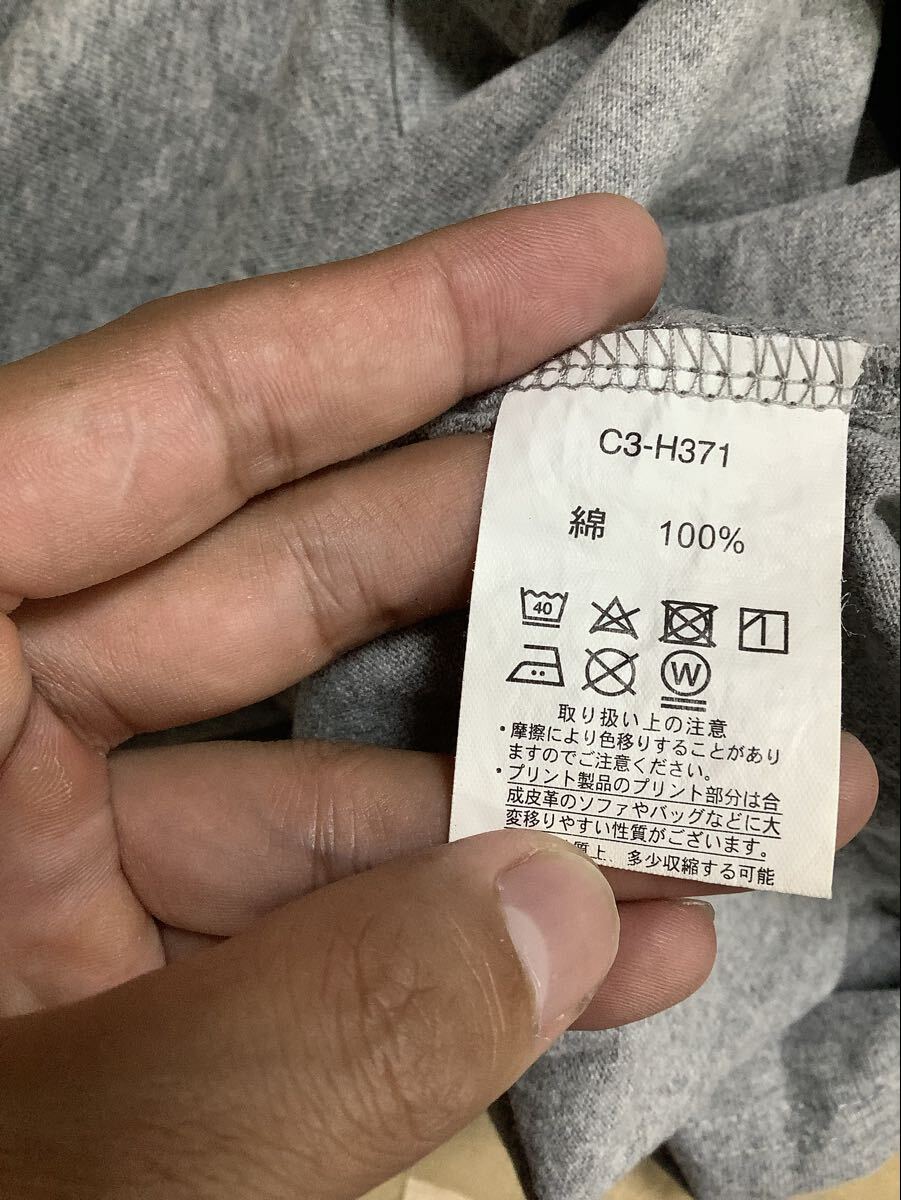 C3-H371
綿 100%
40
W
取り扱い上の注意
・摩擦により色移りすることがあり
ますのでご注意ください。
・プリント製品のプリント部分は合
成皮革のソファやバッグなどに大
変移りやすい性質がございます。
質上、多少収縮する可能